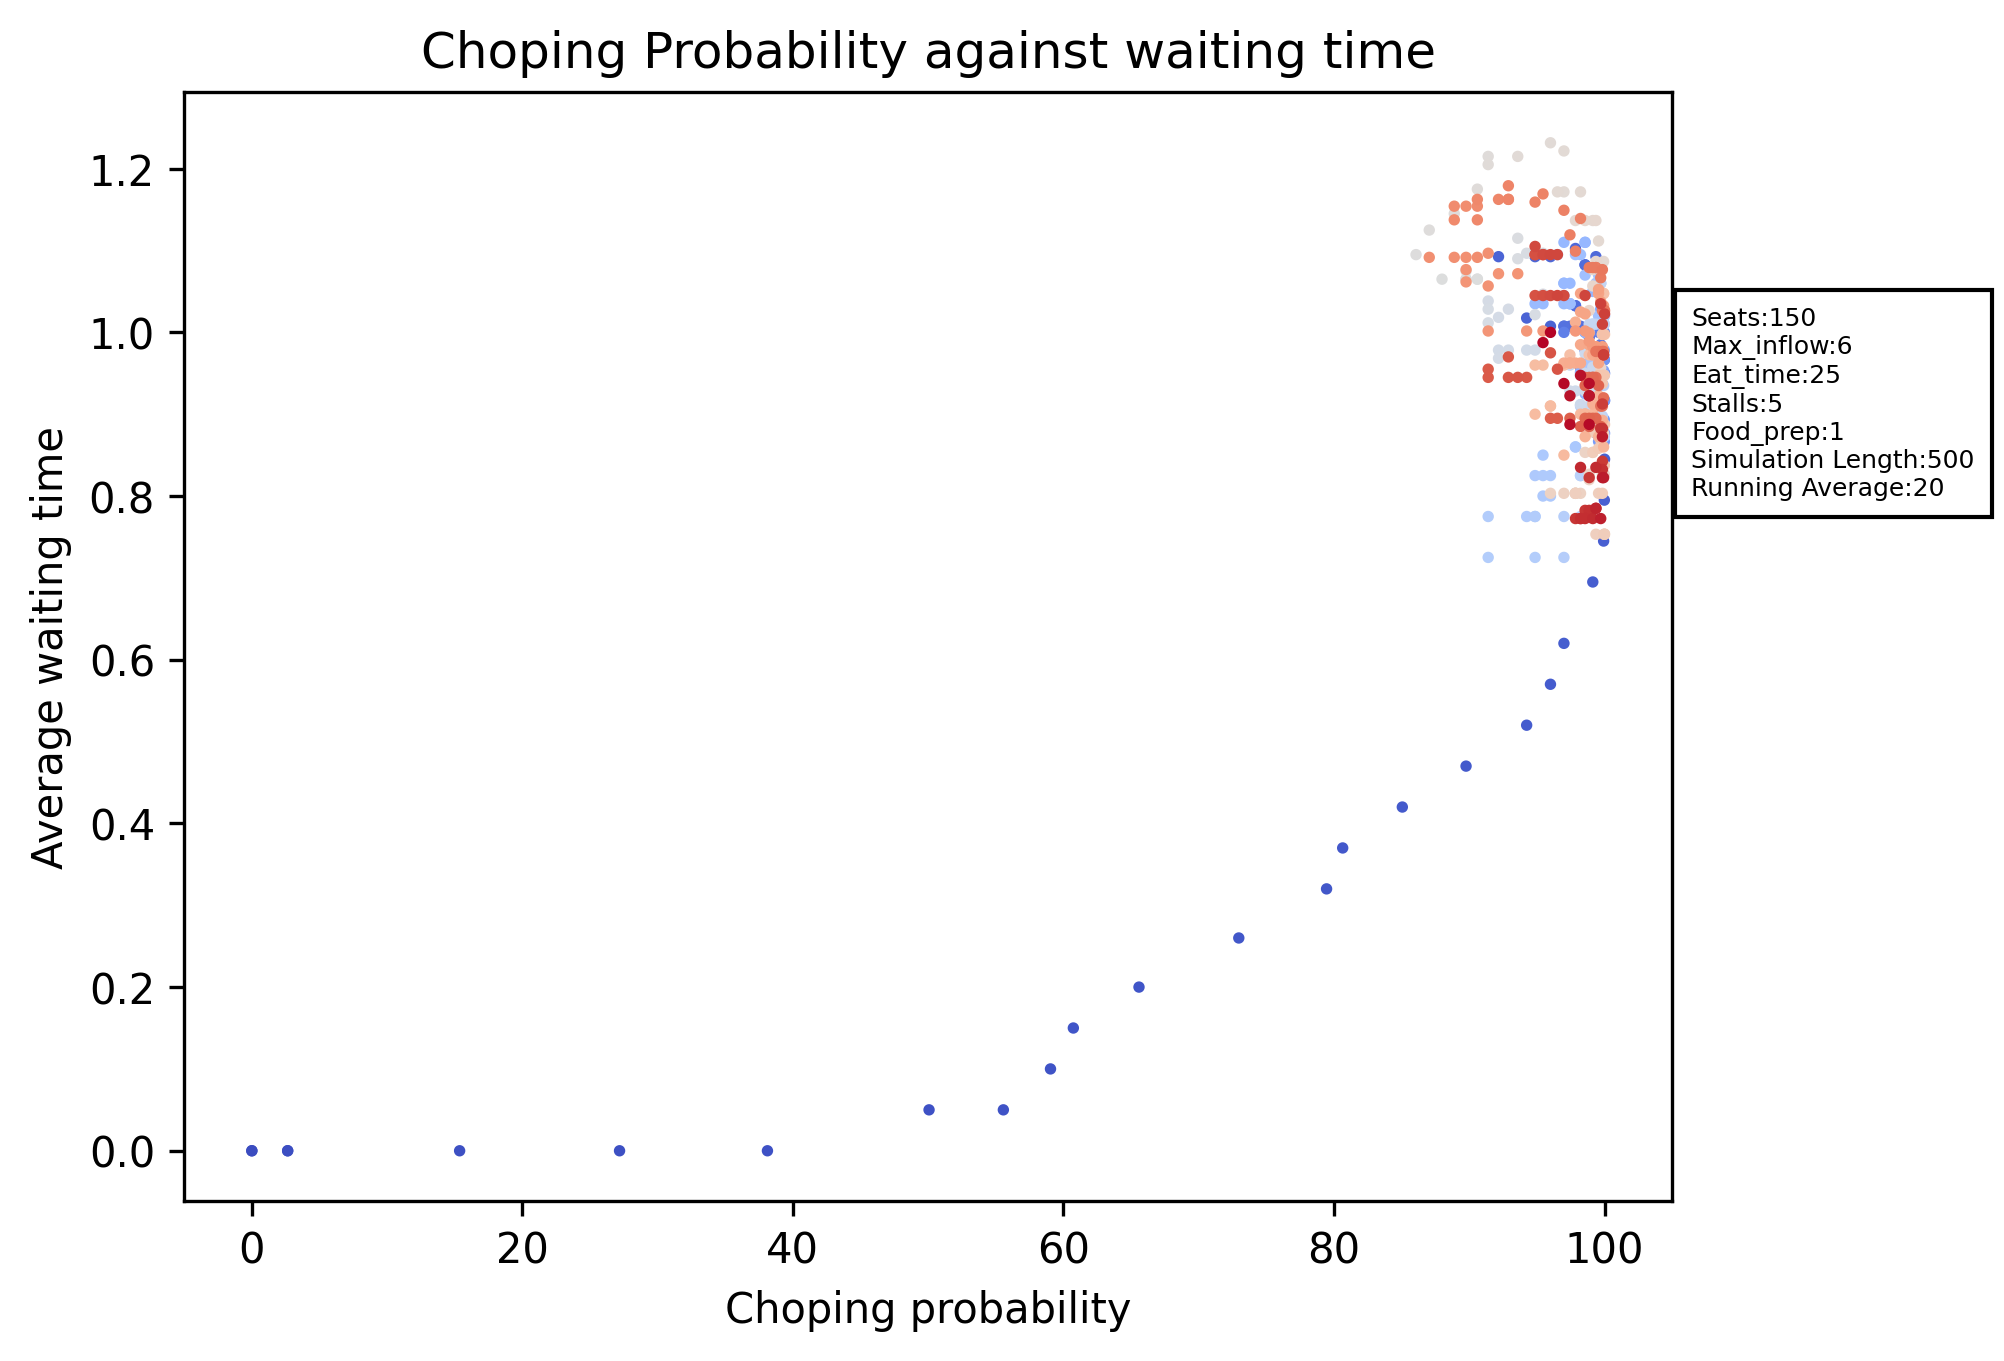 Choping Probability against waiting time
1.2
1.0
0.8
0.6
0.4
0.2
0.0
Average waiting time
Seats:150
Max_inflow:6
Eat_time:25
Stalls:5
Food_prep:1
Simulation Length:500
Running Average:20
0 20 40 60 80 100
Choping probability